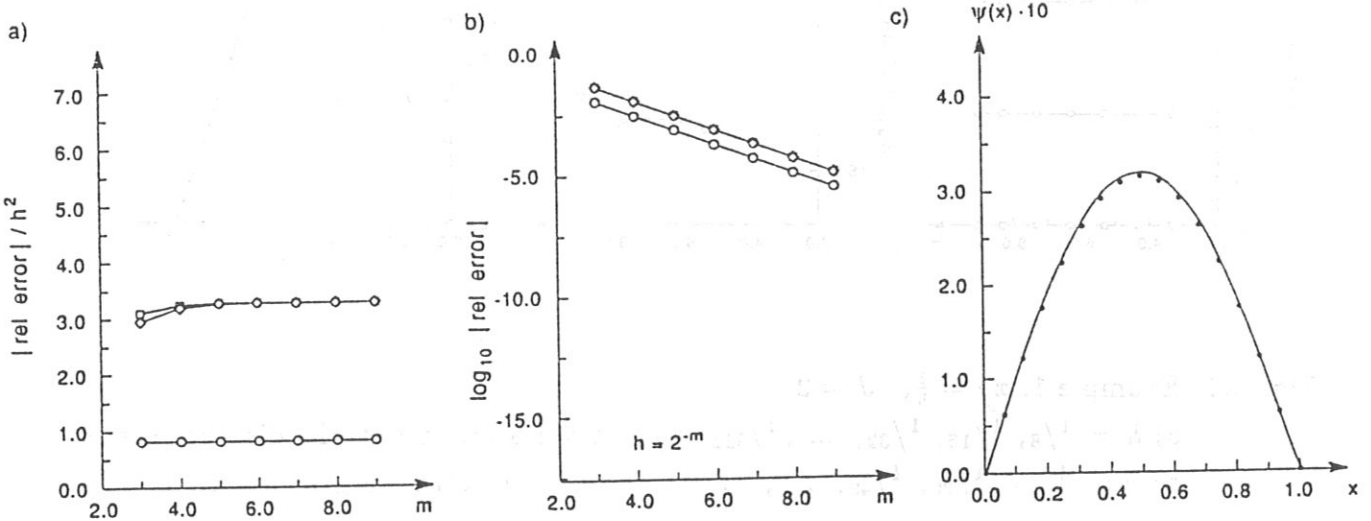 a)
7.0
6.0
5.0
4.0
3.0
2.0
1.0
0.0
| rel error | / h²
2.0 4.0 6.0 8.0 m
b)
0.0
-5.0
-10.0
-15.0
log₁₀ | rel error |
h = 2⁻ᵐ
2.0 4.0 6.0 8.0 m
c)
ψ(x) · 10
4.0
3.0
2.0
1.0
0.0
0.0 0.2 0.4 0.6 0.8 1.0 x